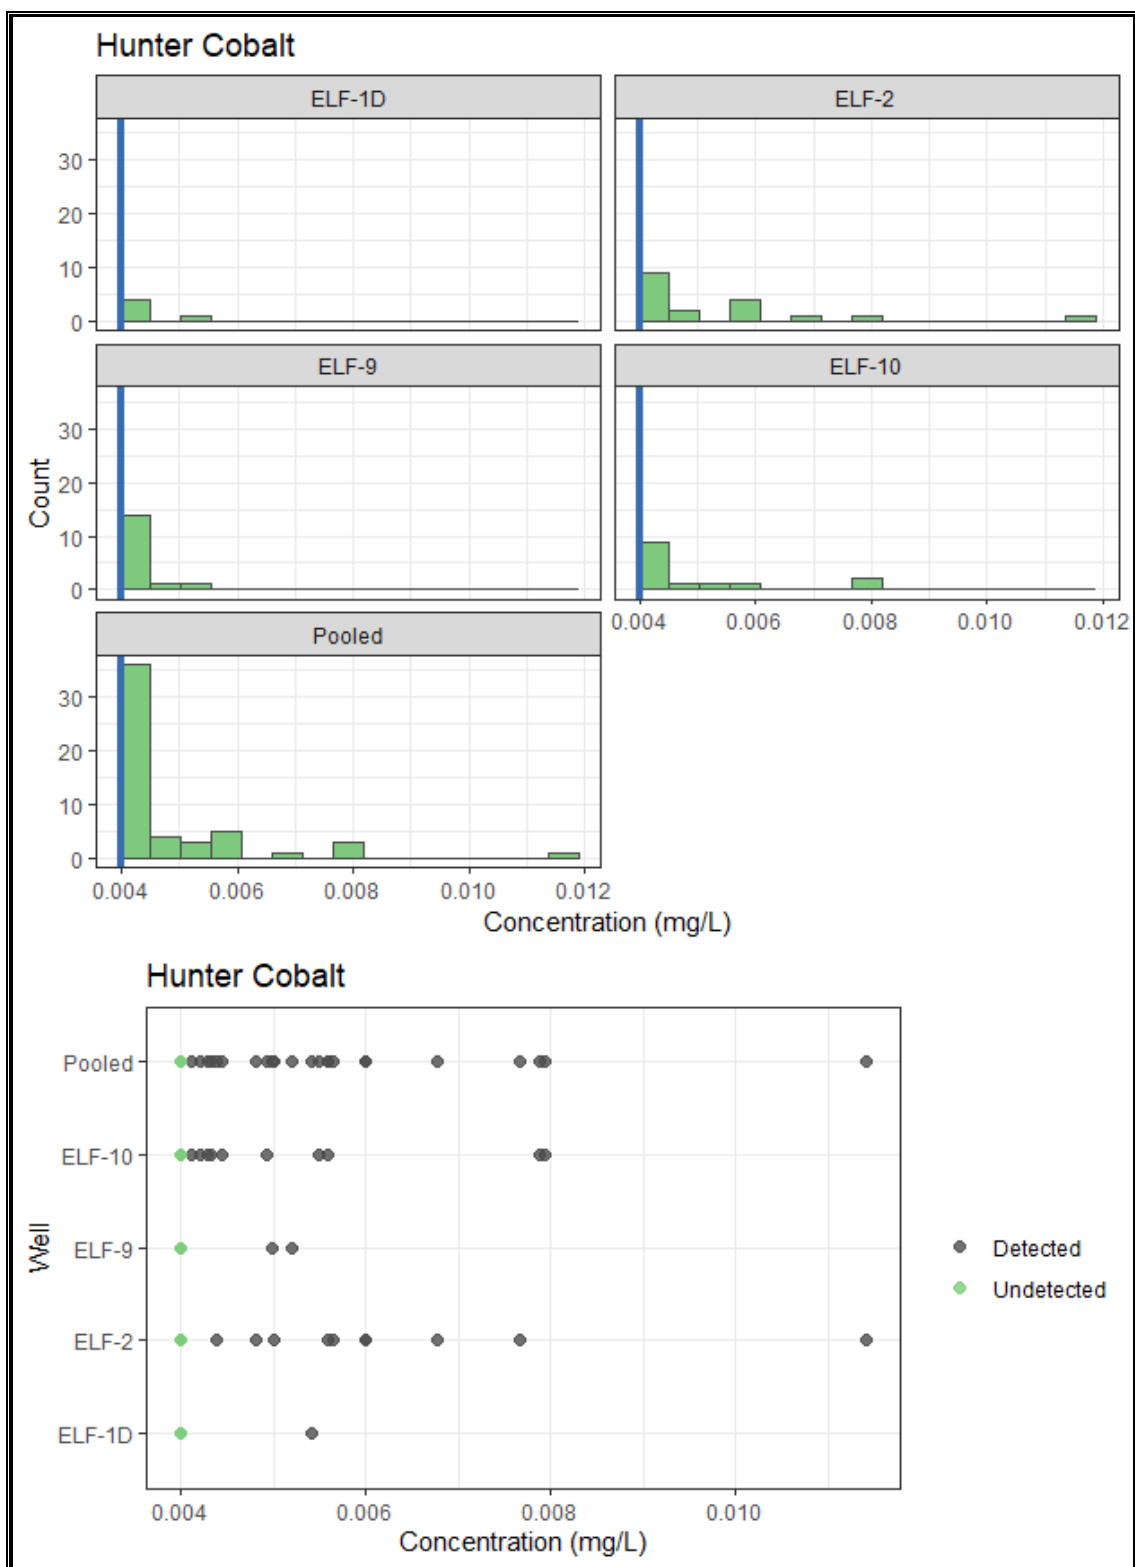 Hunter Cobalt
ELF-1D
ELF-2
30
20
10
0
ELF-9
ELF-10
30
20
10
0
Count
0.004 0.006 0.008 0.010 0.012
Pooled
30
20
10
0
0.004 0.006 0.008 0.010 0.012
Concentration (mg/L)
Hunter Cobalt
Pooled
ELF-10
ELF-9
ELF-2
ELF-1D
Well
Detected
Undetected
0.004 0.006 0.008 0.010
Concentration (mg/L)